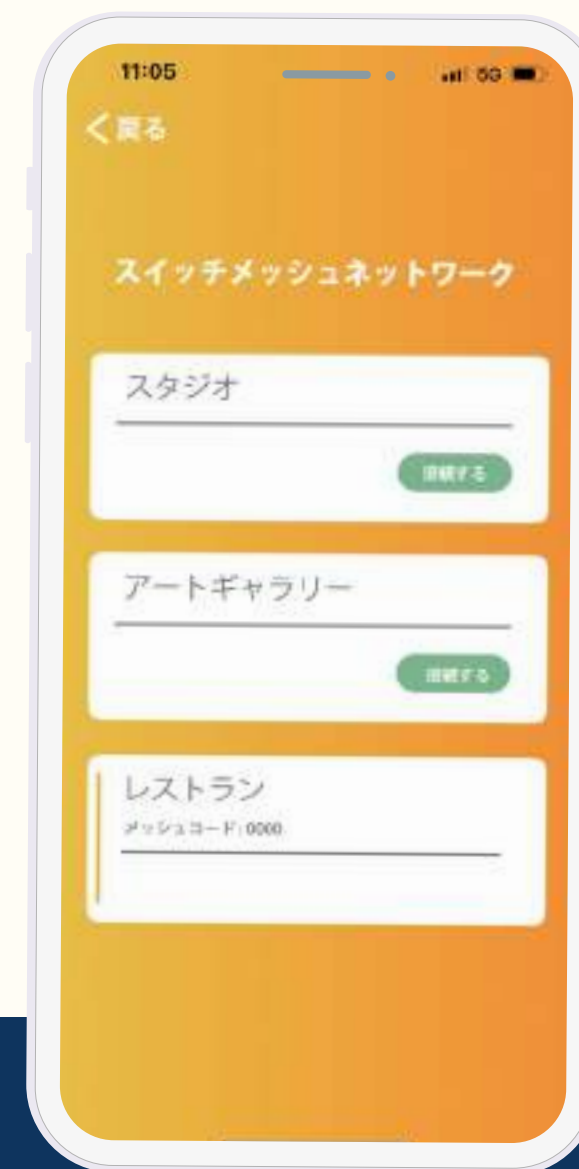 11:05
5G
戻る
スイッチメッシュネットワーク
スタジオ
接続する
アートギャラリー
接続する
レストラン
メッシュコード: 0000